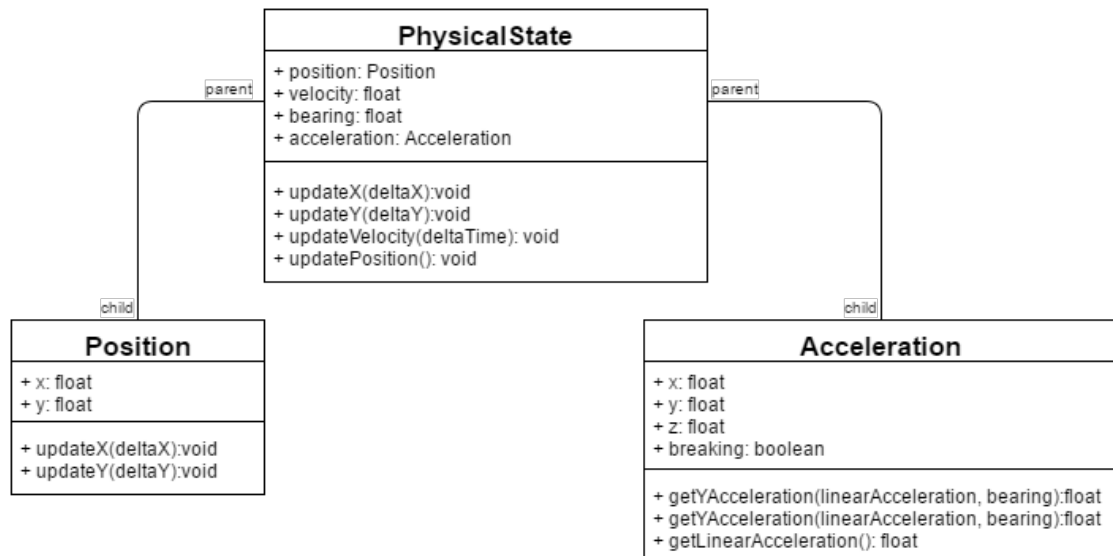 PhysicalState
+ position: Position
+ velocity: float
+ bearing: float
+ acceleration: Acceleration
+ updateX(deltaX):void
+ updateY(deltaY):void
+ updateVelocity(deltaTime): void
+ updatePosition(): void
parent
parent
child
child
Position
+ x: float
+ y: float
+ updateX(deltaX):void
+ updateY(deltaY):void
Acceleration
+ x: float
+ y: float
+ z: float
+ breaking: boolean
+ getYAcceleration(linearAcceleration, bearing):float
+ getYAcceleration(linearAcceleration, bearing):float
+ getLinearAcceleration(): float